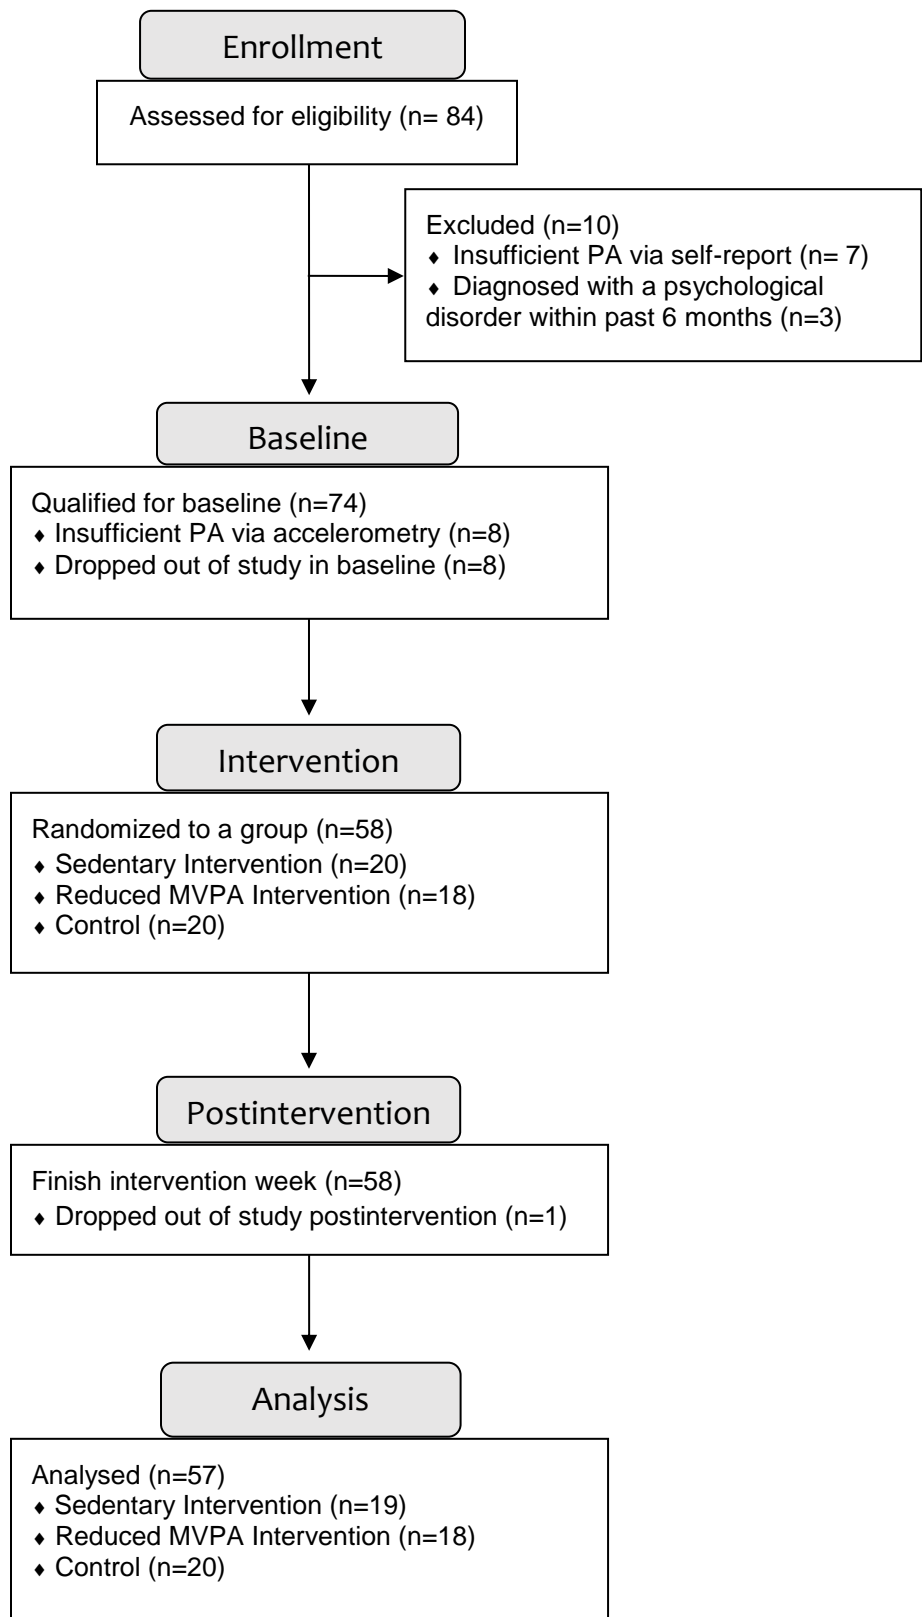 Enrollment
Assessed for eligibility (n= 84)
Excluded (n=10)
♦ Insufficient PA via self-report (n= 7)
♦ Diagnosed with a psychological
disorder within past 6 months (n=3)
Baseline
Qualified for baseline (n=74)
♦ Insufficient PA via accelerometry (n=8)
♦ Dropped out of study in baseline (n=8)
Intervention
Randomized to a group (n=58)
♦ Sedentary Intervention (n=20)
♦ Reduced MVPA Intervention (n=18)
♦ Control (n=20)
Postintervention
Finish intervention week (n=58)
♦ Dropped out of study postintervention (n=1)
Analysis
Analysed (n=57)
♦ Sedentary Intervention (n=19)
♦ Reduced MVPA Intervention (n=18)
♦ Control (n=20)